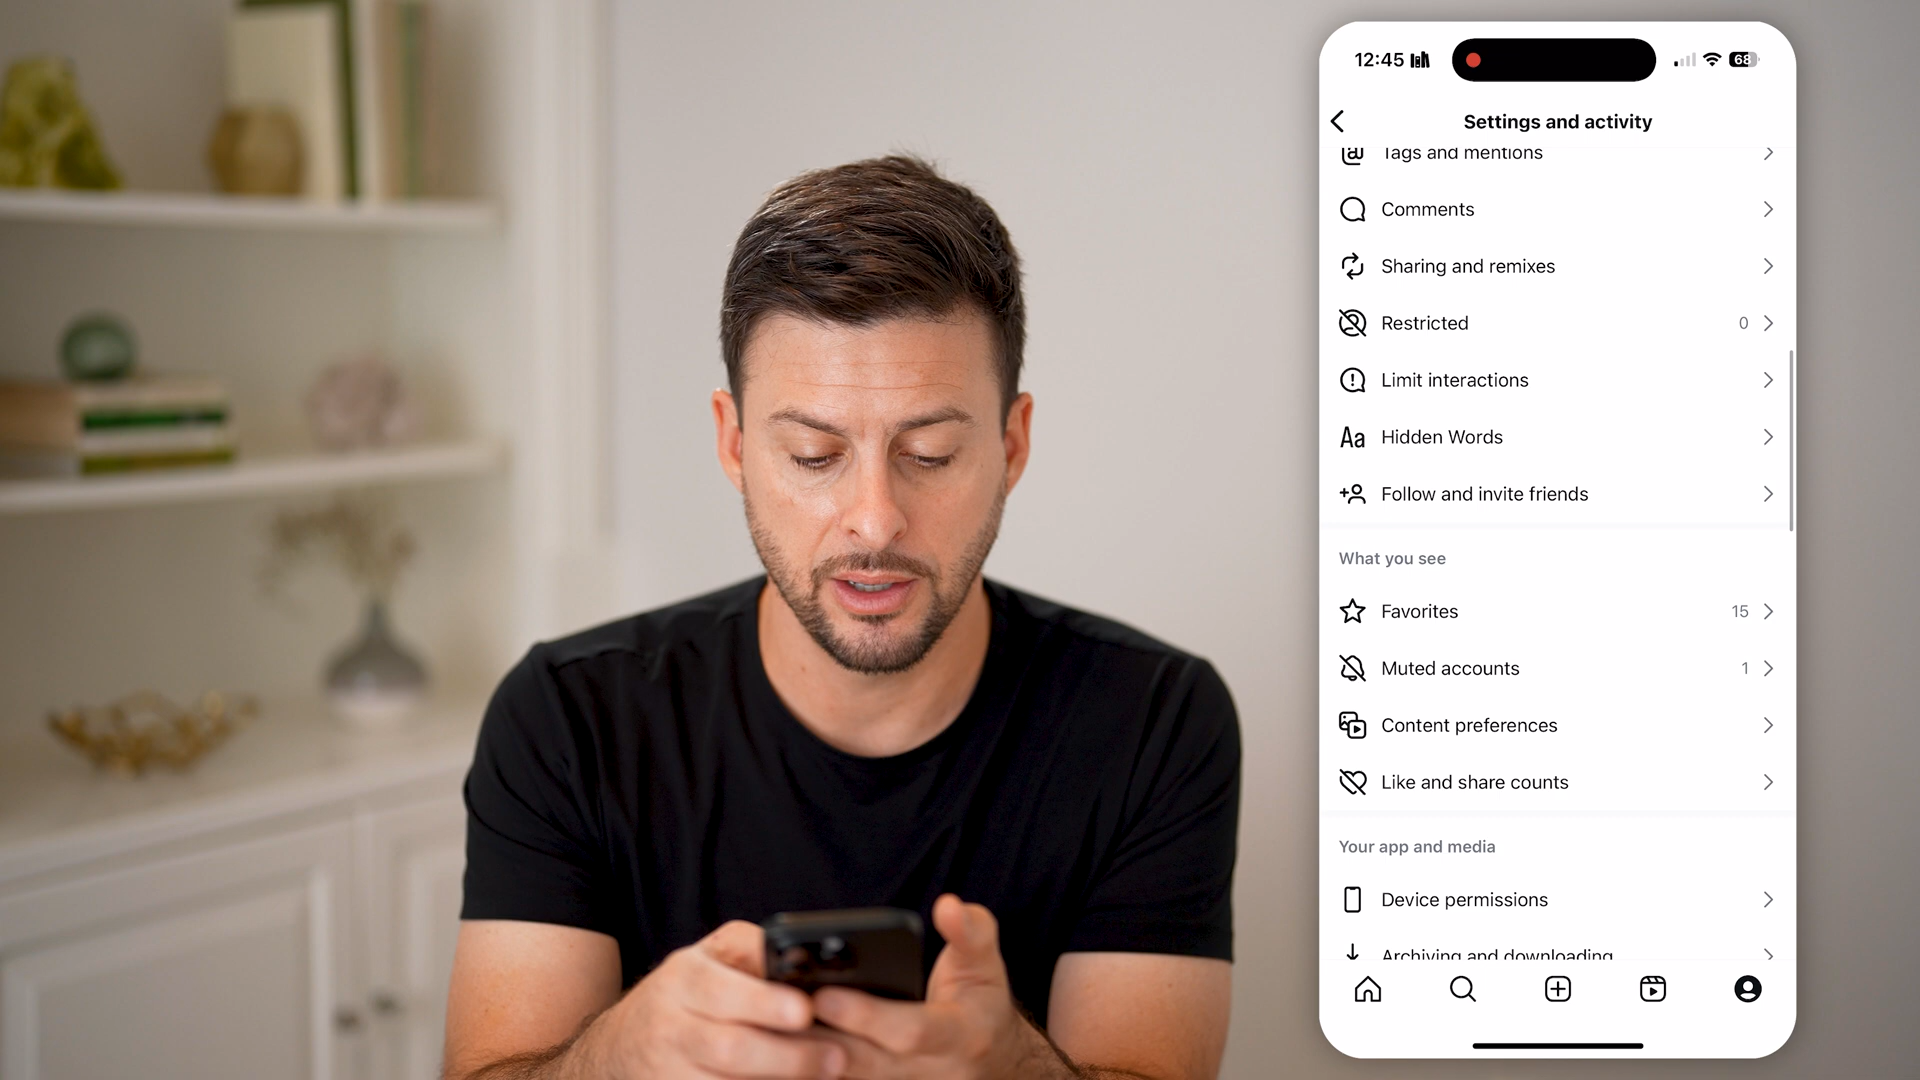 12:45
68
Settings and activity
Tags and mentions
Comments
Sharing and remixes
Restricted 0
Limit interactions
Aa Hidden Words
Follow and invite friends
What you see
Favorites 15
Muted accounts 1
Content preferences
Like and share counts
Your app and media
Device permissions
Archiving and downloading